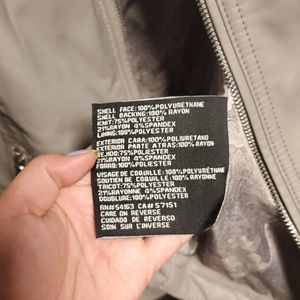 SHELL FACE:100%POLYURETHANE
SHELL BACKING:100% RAYON
KNIT:75%POLYESTER
21%RAYON 4%SPANDEX
LINING:100%POLYESTER
EXTERIOR CARA:100%POLIURETANO
EXTERIOR PARTE ATRAS:100% RAYON
TEJIDO:75%POLIESTER
21%RAYON 4%SPANDEX
FORRO:100%POLIESTER
VISAGE DE COQUILLE:100%POLYURETHANE
SOUTIEN DE COQUILLE:100%RAYONNE
TRICOT:75%POLYESTER
21%RAYONNE 4%SPANDEX
DOUBLURE:100%POLYESTER
RN#54163 CA# 57151
CARE ON REVERSE
CUIDADO DE REVERSO
SOIN SUR L'INVERSE